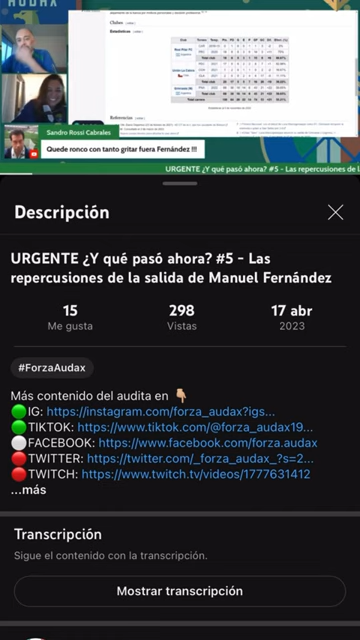 AUDAX
Clubes
Estadísticas
Referencias
Sandro Rossi Cabrales
Quede ronco con tanto gritar fuera Fernández !!!
URGENTE ¿Y qué pasó ahora? #5 - Las repercusiones de l
Descripción
URGENTE ¿Y qué pasó ahora? #5 - Las
repercusiones de la salida de Manuel Fernández
15 298 17 abr
Me gusta Vistas 2023
#ForzaAudax
Más contenido del audita en 👇🏼
🟢IG: https://instagram.com/forza_audax?igs...
🟢TIKTOK: https://www.tiktok.com/@forza_audax19...
⚪FACEBOOK: https://www.facebook.com/forza.audax
🔴TWITTER: https://twitter.com/_forza_audax_?s=2...
🔴TWITCH: https://www.twitch.tv/videos/1777631412
...más
Transcripción
Sigue el contenido con la transcripción.
Mostrar transcripción